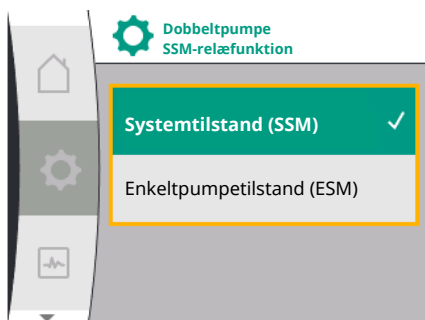 Dobbeltpumpe
SSM-relæfunktion
Systemtilstand (SSM)
Enkeltpumpetilstand (ESM)